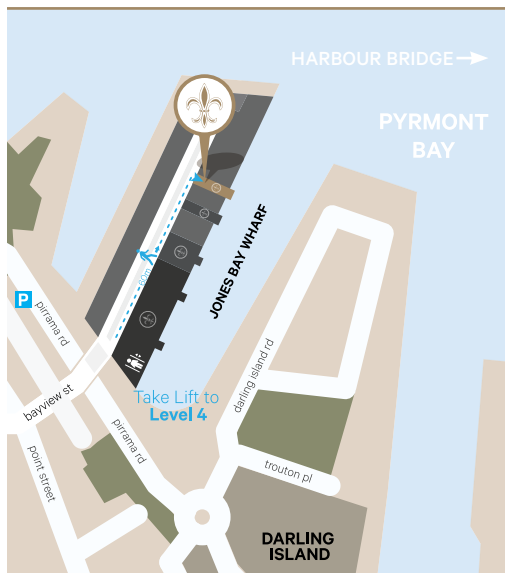 HARBOUR BRIDGE
PYRMONT
BAY
JONES BAY WHARF
60m
P
pirrama rd
darling island rd
Take Lift to
Level 4
bayview st
pirrama rd
point street
trouton pl
DARLING
ISLAND